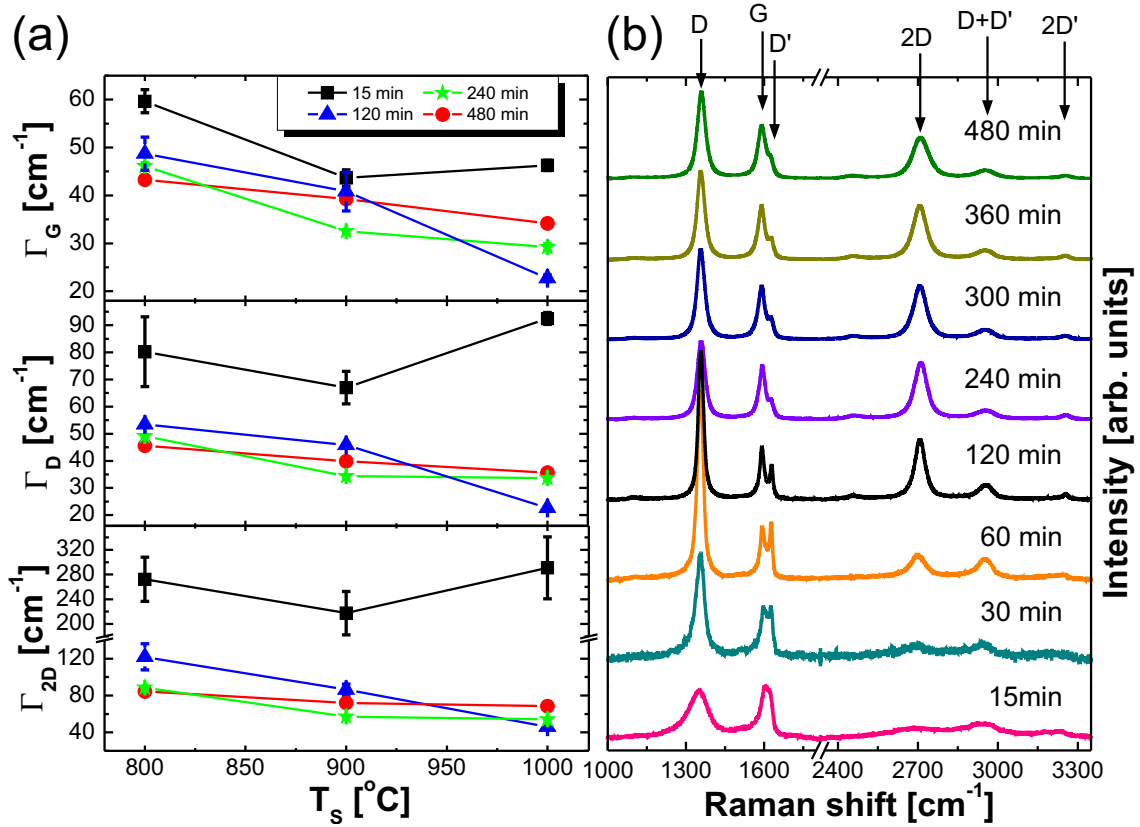 (a)
15 min
240 min
120 min
480 min
60
50
40
30
20
Γ_G [cm⁻¹]
90
80
70
60
50
40
30
20
Γ_D [cm⁻¹]
320
280
240
200
120
80
40
Γ_2D [cm⁻¹]
800
850
900
950
1000
T_S [°C]
(b)
D
G
D'
2D
D+D'
2D'
480 min
360 min
300 min
240 min
120 min
60 min
30 min
15min
1000
1300
1600
2400
2700
3000
3300
Raman shift [cm⁻¹]
Intensity [arb. units]